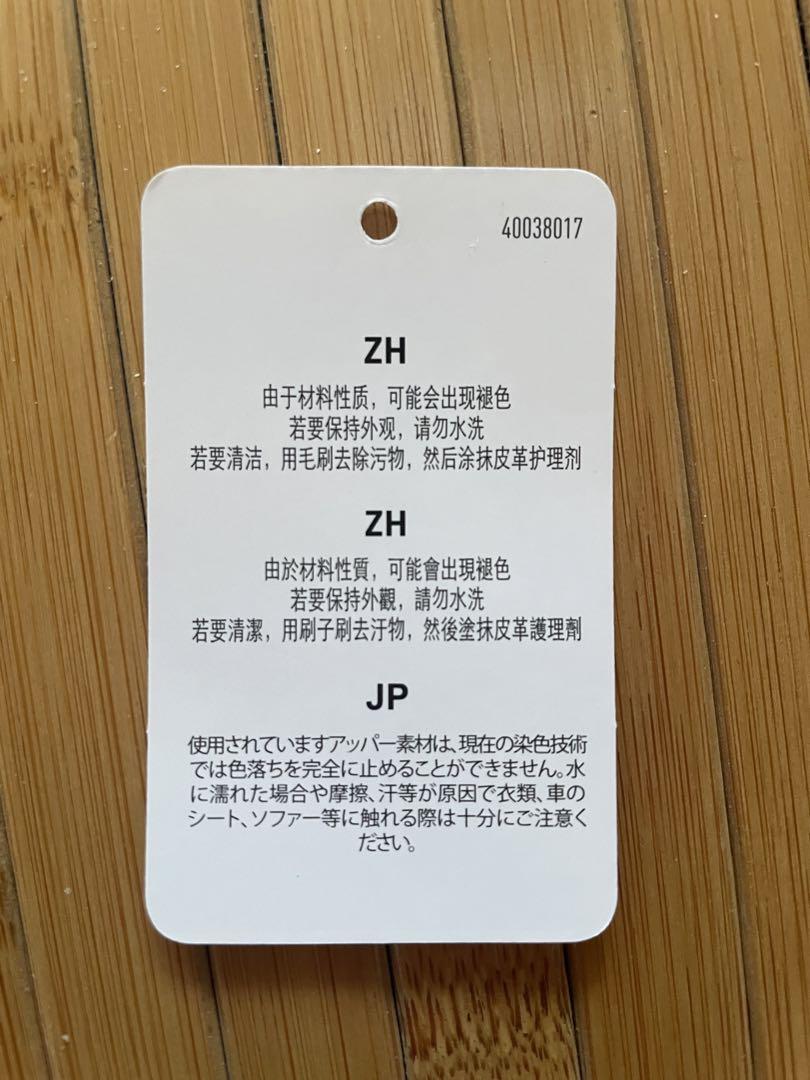 40038017
ZH
由于材料性质，可能会出现褪色
若要保持外观，请勿水洗
若要清洁，用毛刷去除污物，然后涂抹皮革护理剂
ZH
由於材料性質，可能會出現褪色
若要保持外觀，請勿水洗
若要清潔，用刷子刷去汙物，然後塗抹皮革護理劑
JP
使用されていますアッパー素材は、現在の染色技術
では色落ちを完全に止めることができません。水
に濡れた場合や摩擦、汗等が原因で衣類、車の
シート、ソファー等に触れる際は十分にご注意く
ださい。